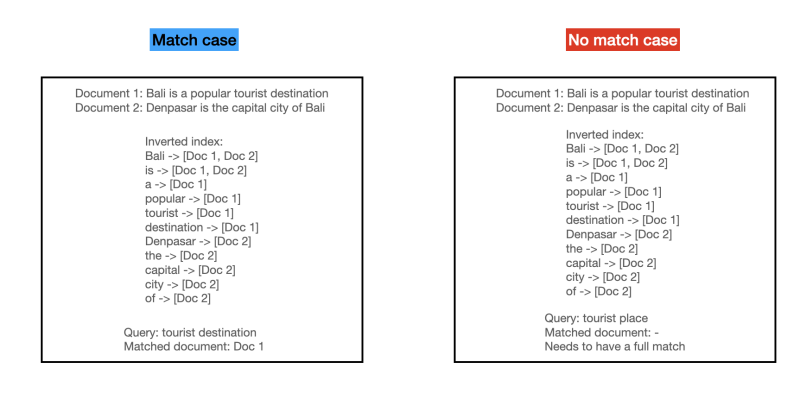 Match case
Document 1: Bali is a popular tourist destination
Document 2: Denpasar is the capital city of Bali
Inverted index:
Bali -> [Doc 1, Doc 2]
is -> [Doc 1, Doc 2]
a -> [Doc 1]
popular -> [Doc 1]
tourist -> [Doc 1]
destination -> [Doc 1]
Denpasar -> [Doc 2]
the -> [Doc 2]
capital -> [Doc 2]
city -> [Doc 2]
of -> [Doc 2]
Query: tourist destination
Matched document: Doc 1
No match case
Document 1: Bali is a popular tourist destination
Document 2: Denpasar is the capital city of Bali
Inverted index:
Bali -> [Doc 1, Doc 2]
is -> [Doc 1, Doc 2]
a -> [Doc 1]
popular -> [Doc 1]
tourist -> [Doc 1]
destination -> [Doc 1]
Denpasar -> [Doc 2]
the -> [Doc 2]
capital -> [Doc 2]
city -> [Doc 2]
of -> [Doc 2]
Query: tourist place
Matched document: -
Needs to have a full match